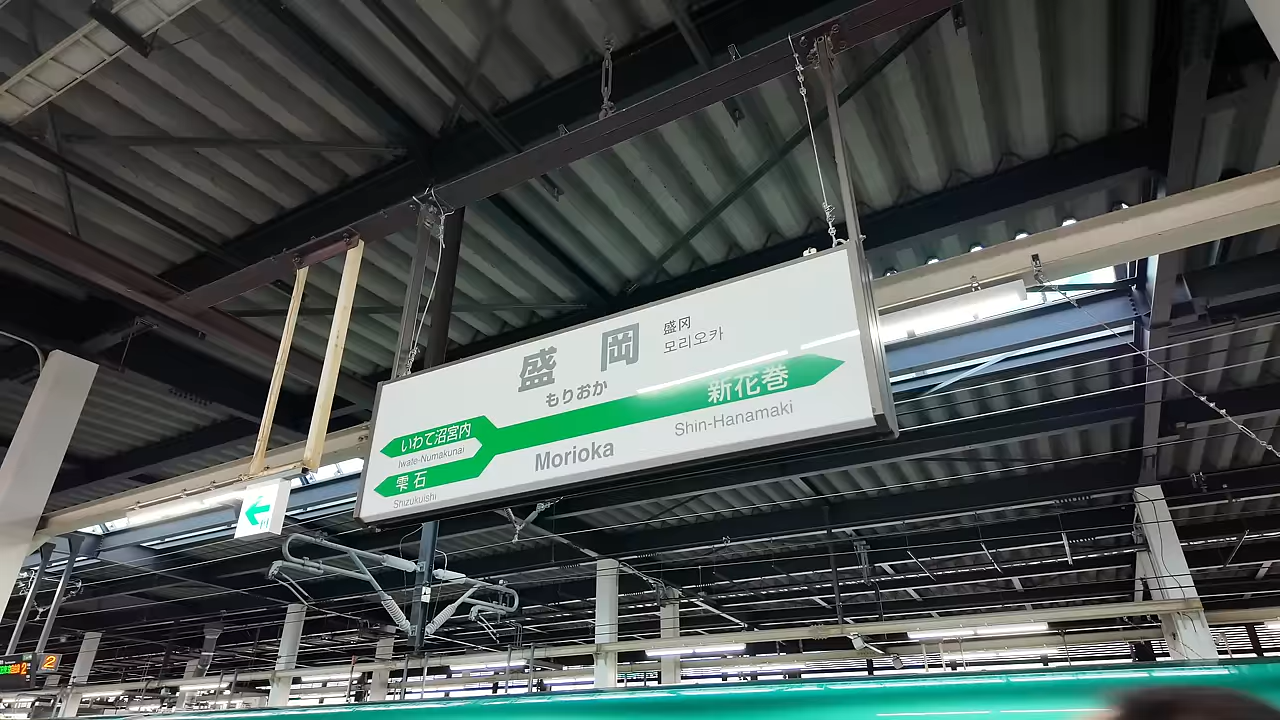 盛岡
盛冈
모리오카
もりおか
いわて沼宮内
Iwate-Numakunai
雫石
Shizukuishi
新花巻
Shin-Hanamaki
Morioka
2